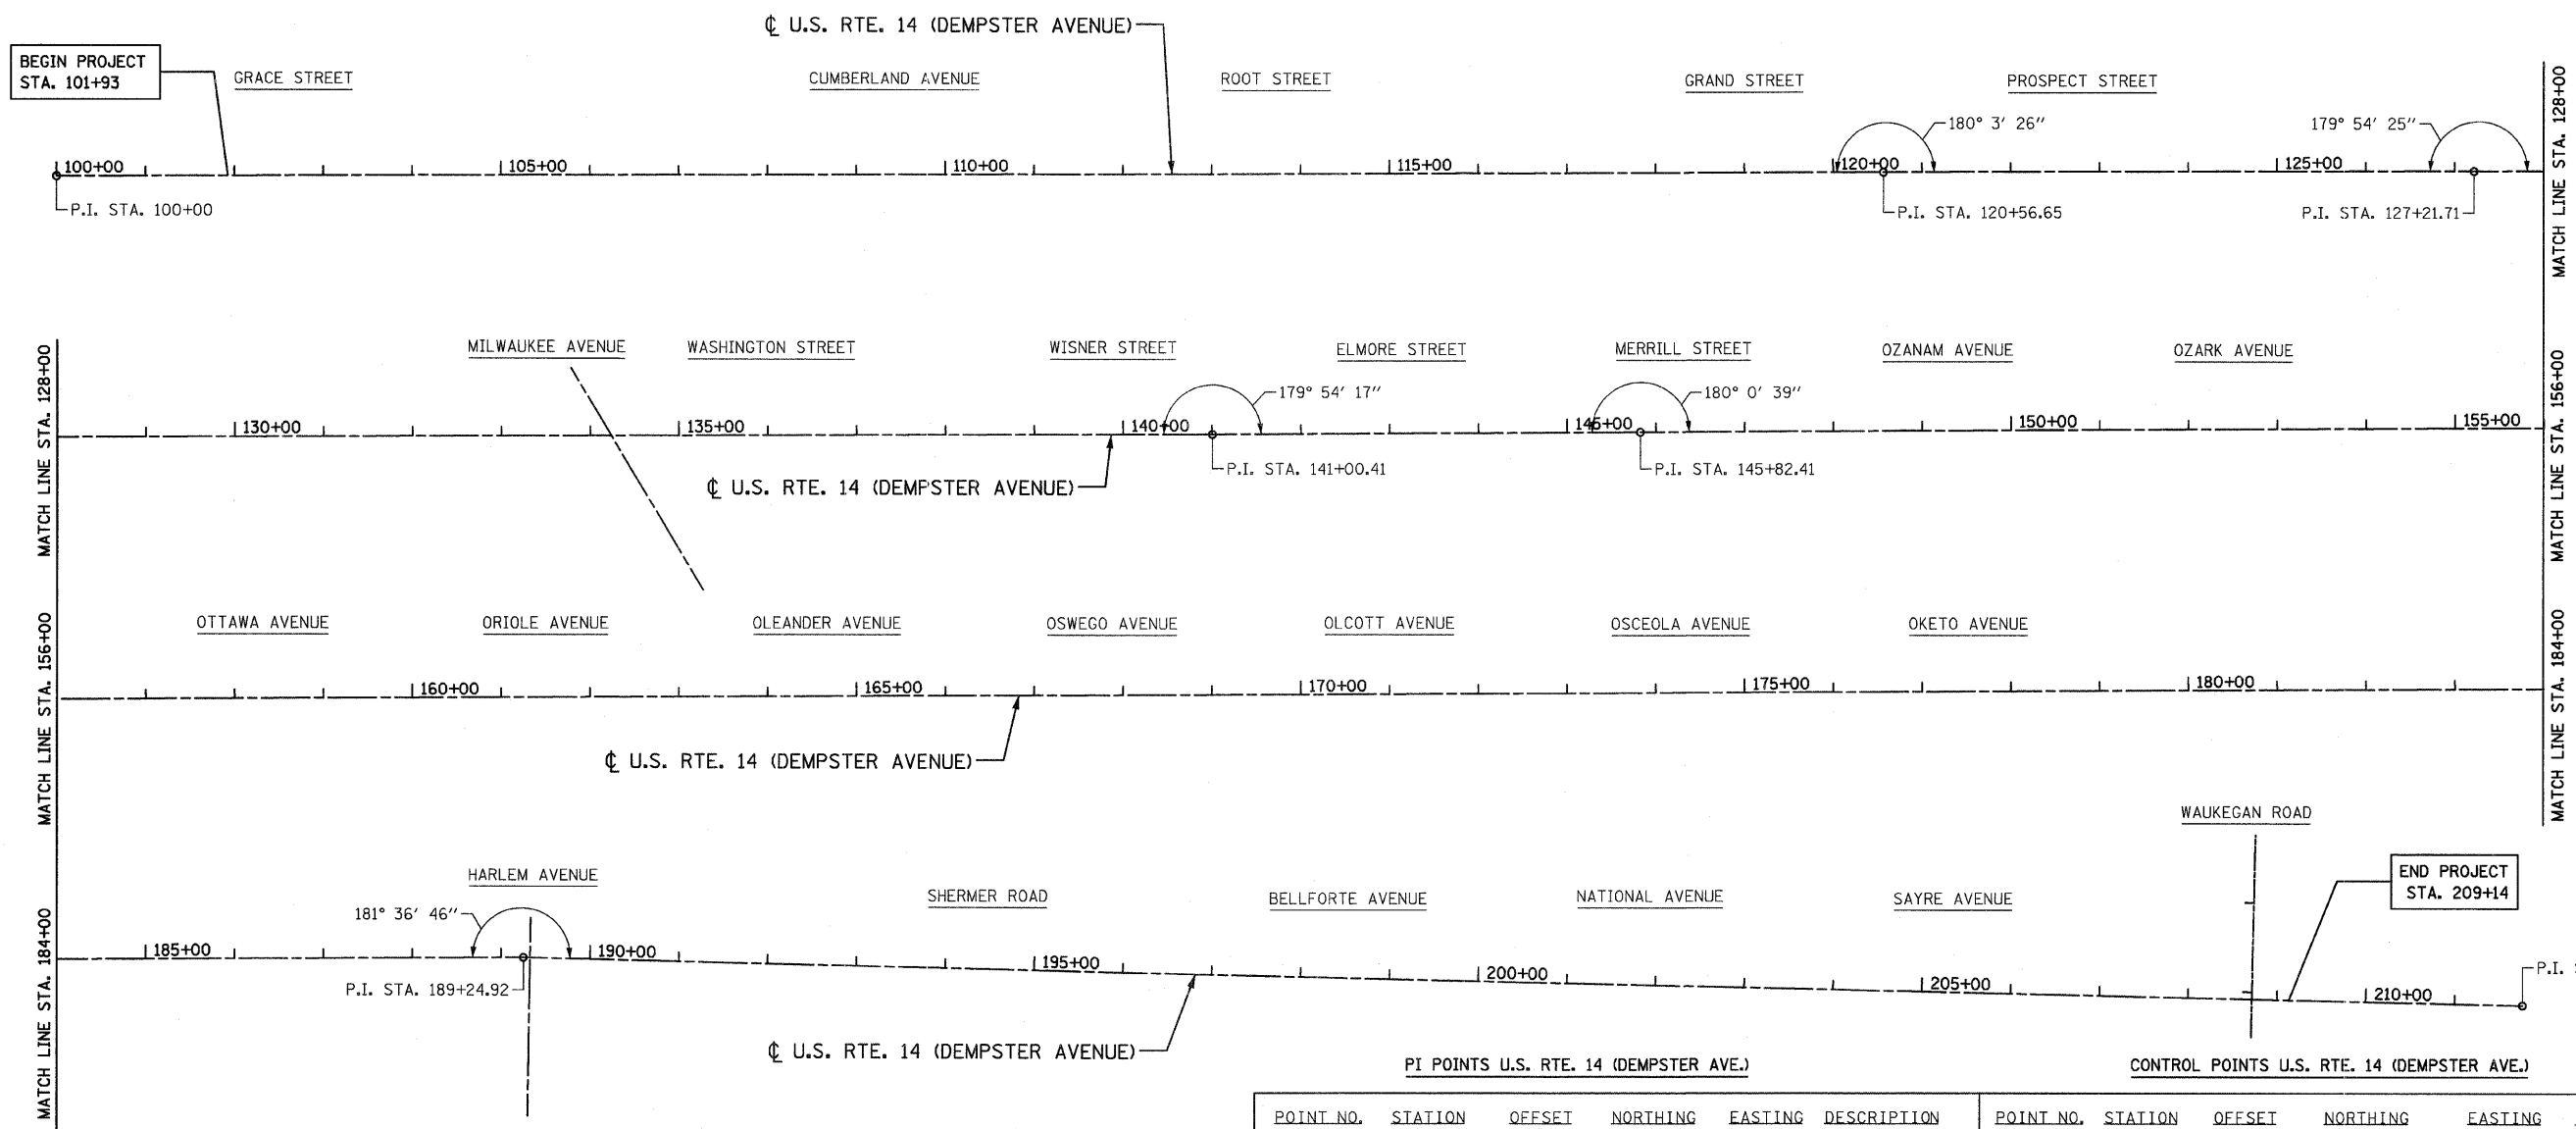 ℄ U.S. RTE. 14 (DEMPSTER AVENUE)
BEGIN PROJECT
STA. 101+93
GRACE STREET
CUMBERLAND AVENUE
ROOT STREET
GRAND STREET
PROSPECT STREET
180° 3' 26"
179° 54' 25"
100+00
105+00
110+00
115+00
120+00
125+00
P.I. STA. 100+00
P.I. STA. 120+56.65
P.I. STA. 127+21.71
MATCH LINE STA. 128+00
MATCH LINE STA. 128+00
MILWAUKEE AVENUE
WASHINGTON STREET
WISNER STREET
ELMORE STREET
MERRILL STREET
OZANAM AVENUE
OZARK AVENUE
179° 54' 17"
180° 0' 39"
130+00
135+00
140+00
145+00
150+00
155+00
P.I. STA. 141+00.41
P.I. STA. 145+82.41
℄ U.S. RTE. 14 (DEMPSTER AVENUE)
MATCH LINE STA. 156+00
MATCH LINE STA. 156+00
OTTAWA AVENUE
ORIOLE AVENUE
OLEANDER AVENUE
OSWEGO AVENUE
OLCOTT AVENUE
OSCEOLA AVENUE
OKETO AVENUE
160+00
165+00
170+00
175+00
180+00
℄ U.S. RTE. 14 (DEMPSTER AVENUE)
MATCH LINE STA. 184+00
MATCH LINE STA. 184+00
WAUKEGAN ROAD
HARLEM AVENUE
SHERMER ROAD
BELLFORTE AVENUE
NATIONAL AVENUE
SAYRE AVENUE
END PROJECT
STA. 209+14
181° 36' 46"
185+00
190+00
195+00
200+00
205+00
210+00
P.I. STA. 189+24.92
P.I.
℄ U.S. RTE. 14 (DEMPSTER AVENUE)
PI POINTS U.S. RTE. 14 (DEMPSTER AVE.)
CONTROL POINTS U.S. RTE. 14 (DEMPSTER AVE.)
POINT NO. STATION OFFSET NORTHING EASTING DESCRIPTION
POINT NO. STATION OFFSET NORTHING EASTING